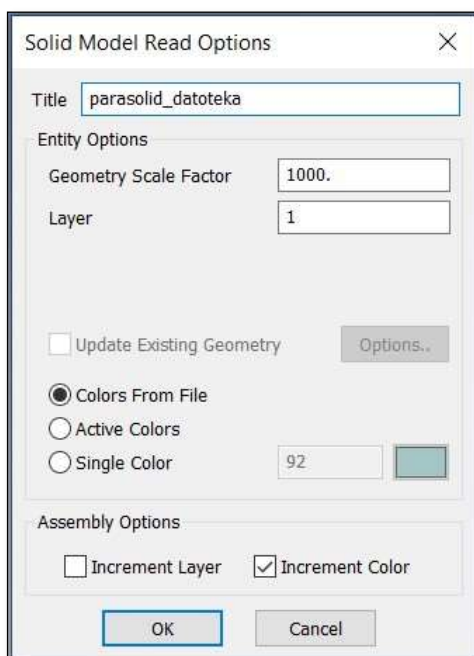 Solid Model Read Options
Title parasolid_datoteka
Entity Options
Geometry Scale Factor 1000.
Layer 1
Update Existing Geometry Options..
Colors From File
Active Colors
Single Color 92
Assembly Options
Increment Layer Increment Color
OK Cancel